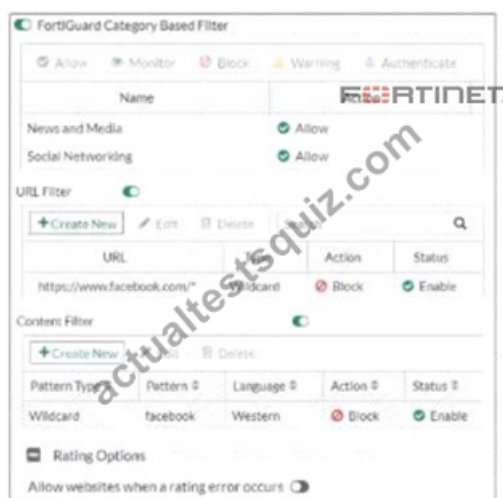 FortiGuard Category Based Filter
Allow Monitor Block Warning Authenticate
Name
FORTINET
News and Media Allow
Social Networking Allow
URL Filter
+ Create New Edit Delete
URL Action Status
https://www.facebook.com/* Wildcard Block Enable
Content Filter
+ Create New Delete
Pattern Type Pattern Language Action Status
Wildcard facebook Western Block Enable
Rating Options
Allow websites when a rating error occurs
actualtestsquiz.com